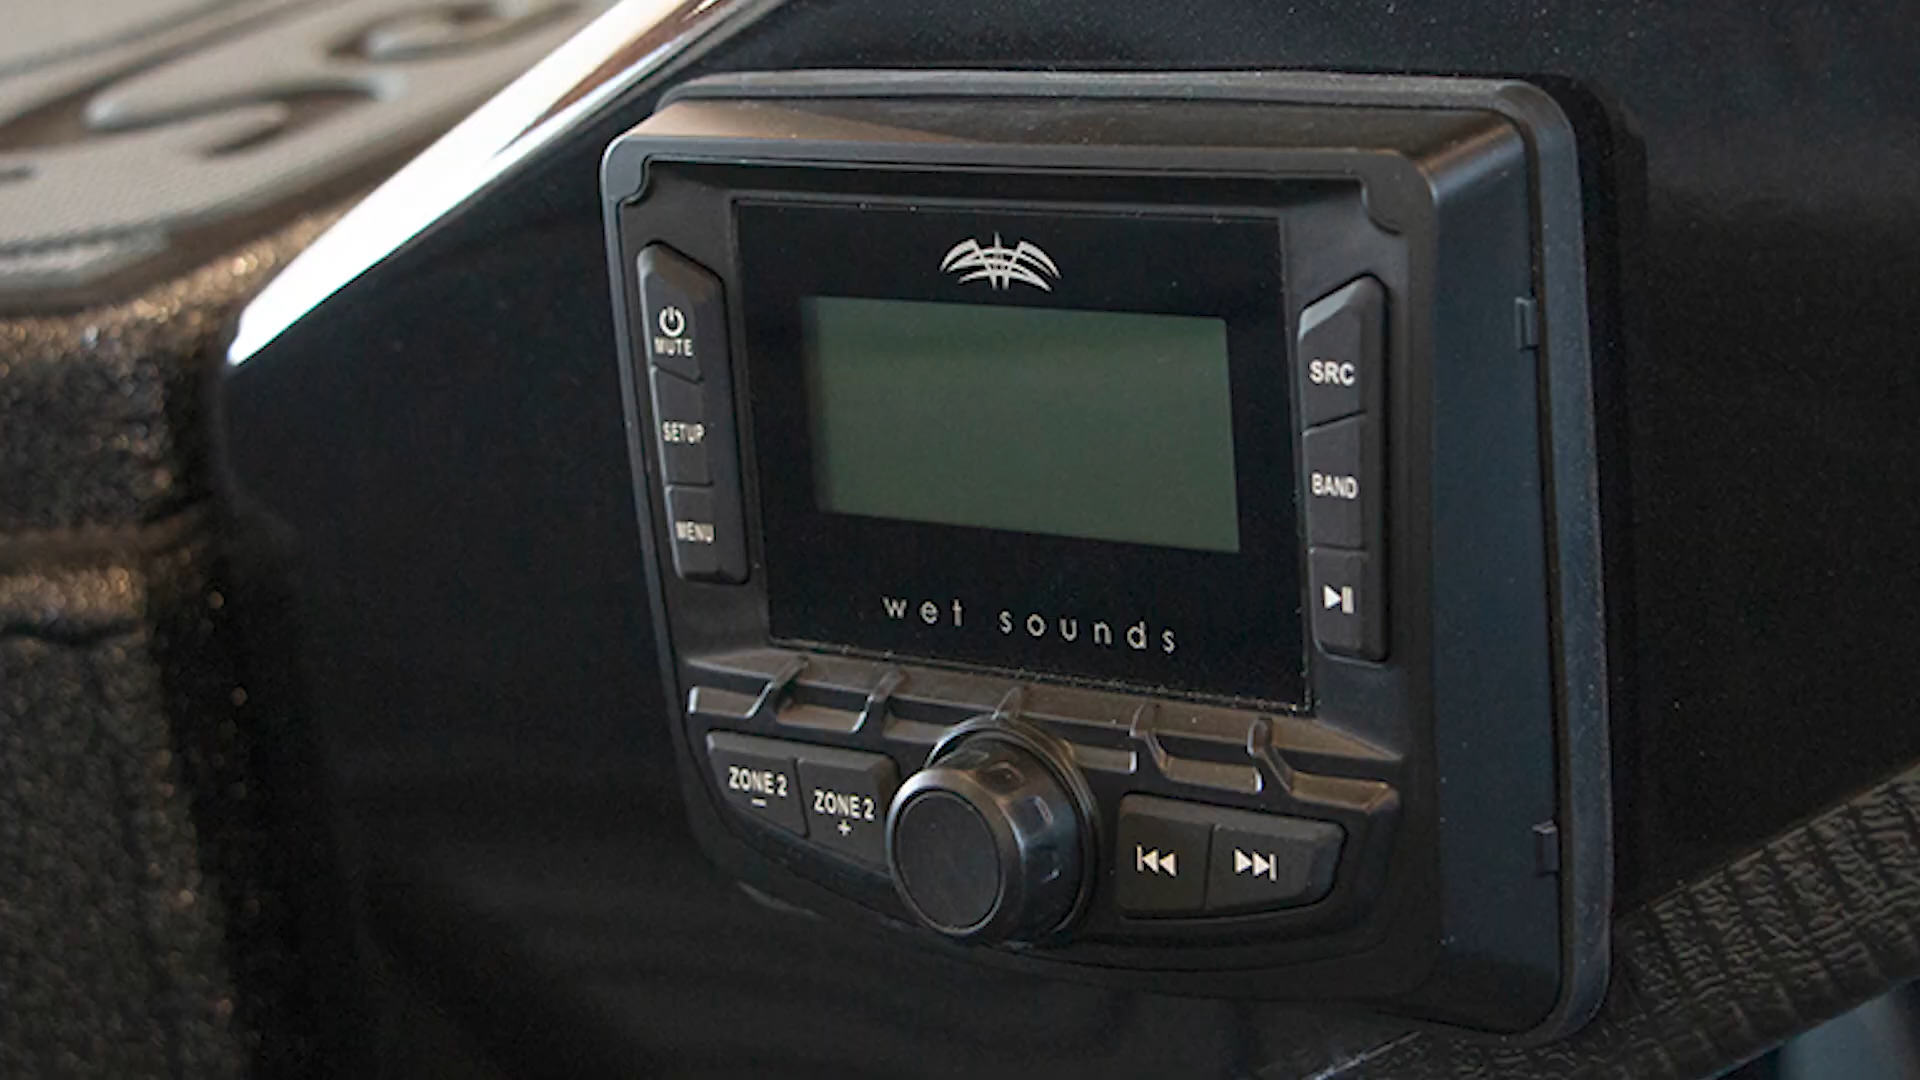 MUTE
SETUP
MENU
SRC
BAND
wet sounds
ZONE 2
–
ZONE 2
+